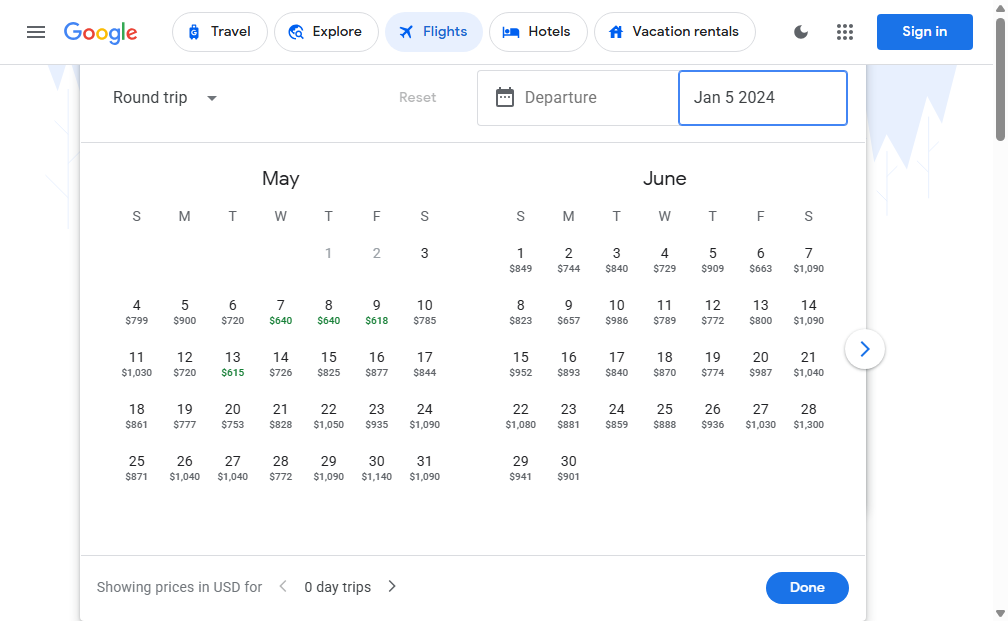 Google
Travel
Explore
Flights
Hotels
Vacation rentals
Sign in
Round trip
Reset
Departure
Jan 5 2024
May
June
S M T W T F S
S M T W T F S
1 2 3
1 2 3 4 5 6 7
$849 $744 $840 $729 $909 $663 $1,090
4 5 6 7 8 9 10
$799 $900 $720 $640 $640 $618 $785
8 9 10 11 12 13 14
$823 $657 $986 $789 $772 $800 $1,090
11 12 13 14 15 16 17
$1,030 $720 $615 $726 $825 $877 $844
15 16 17 18 19 20 21
$952 $893 $840 $870 $774 $987 $1,040
18 19 20 21 22 23 24
$861 $777 $753 $828 $1,050 $935 $1,090
22 23 24 25 26 27 28
$1,080 $881 $859 $888 $936 $1,030 $1,300
25 26 27 28 29 30 31
$871 $1,040 $1,040 $772 $1,090 $1,140 $1,090
29 30
$941 $901
Showing prices in USD for
0 day trips
Done